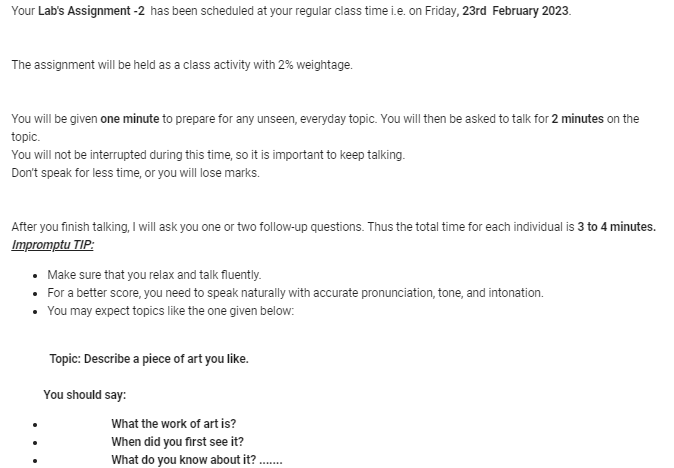 Your Lab's Assignment -2 has been scheduled at your regular class time i.e. on Friday, 23rd February 2023.
The assignment will be held as a class activity with 2% weightage.
You will be given one minute to prepare for any unseen, everyday topic. You will then be asked to talk for 2 minutes on the
topic.
You will not be interrupted during this time, so it is important to keep talking.
Don't speak for less time, or you will lose marks.
After you finish talking, I will ask you one or two follow-up questions. Thus the total time for each individual is 3 to 4 minutes.
Impromptu TIP:
• Make sure that you relax and talk fluently.
• For a better score, you need to speak naturally with accurate pronunciation, tone, and intonation.
• You may expect topics like the one given below:
Topic: Describe a piece of art you like.
You should say:
• What the work of art is?
• When did you first see it?
• What do you know about it? .......